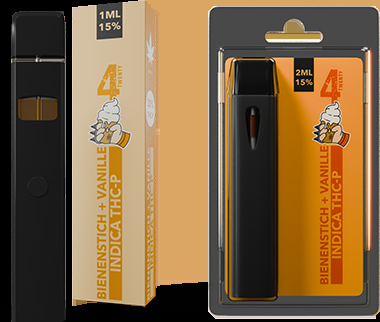 1ML
15%
4
TWENTY
BIENENSTICH + VANILLE
INDICA THC-P
2ML
15%
4
TWENTY
BIENENSTICH + VANILLE
INDICA THC-P